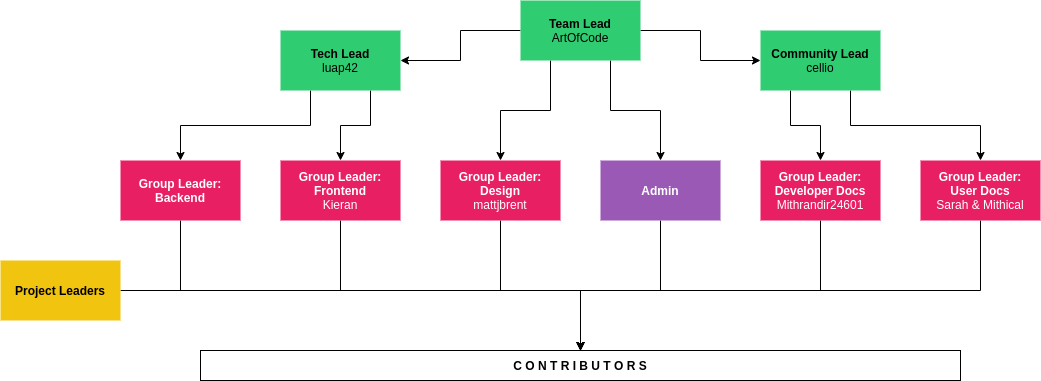 Team Lead
ArtOfCode
Tech Lead
luap42
Community Lead
cellio
Group Leader:
Backend
Group Leader:
Frontend
Kieran
Group Leader:
Design
mattjbrent
Admin
Group Leader:
Developer Docs
Mithrandir24601
Group Leader:
User Docs
Sarah & Mithical
Project Leaders
CONTRIBUTORS